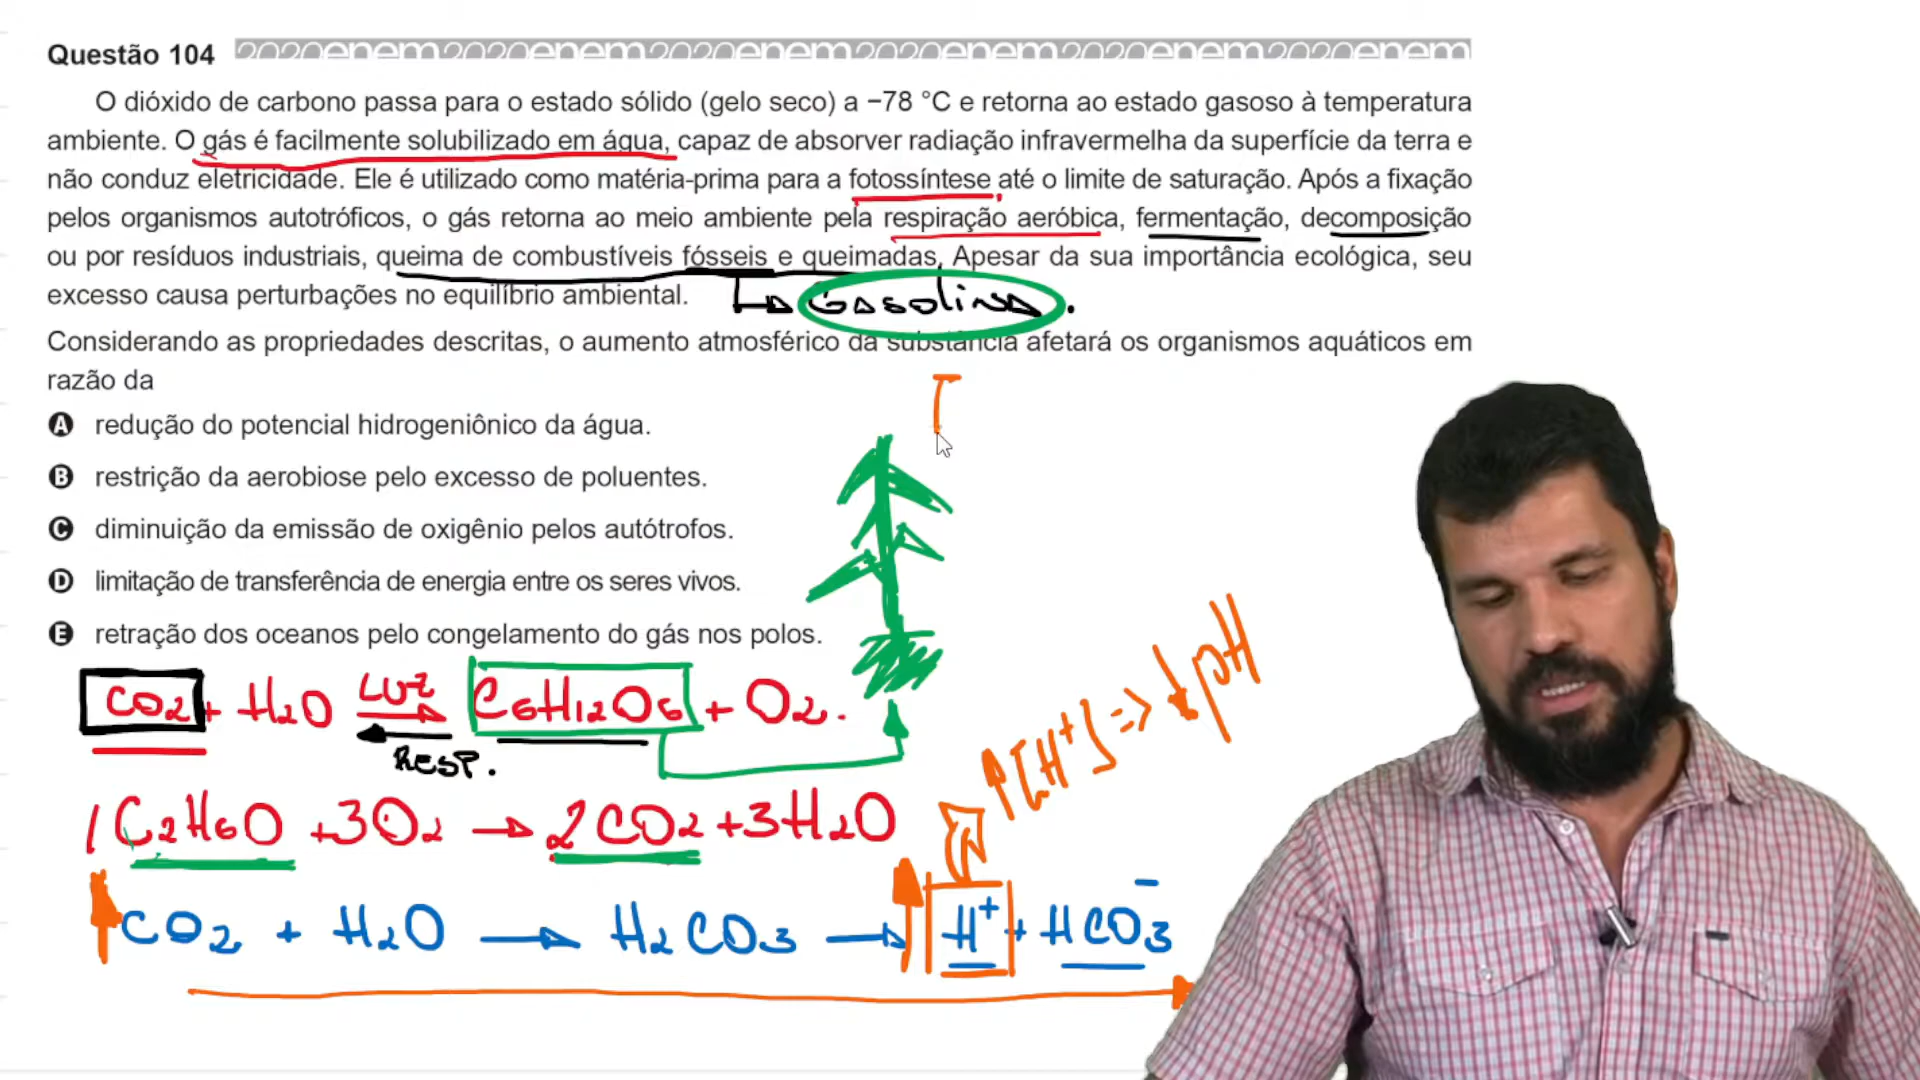 Questão 104 2020enem2020enem2020enem2020enem2020enem2020enem
O dióxido de carbono passa para o estado sólido (gelo seco) a −78 °C e retorna ao estado gasoso à temperatura
ambiente. O gás é facilmente solubilizado em água, capaz de absorver radiação infravermelha da superfície da terra e
não conduz eletricidade. Ele é utilizado como matéria-prima para a fotossíntese até o limite de saturação. Após a fixação
pelos organismos autotróficos, o gás retorna ao meio ambiente pela respiração aeróbica, fermentação, decomposição
ou por resíduos industriais, queima de combustíveis fósseis e queimadas. Apesar da sua importância ecológica, seu
excesso causa perturbações no equilíbrio ambiental.
GASOlINA.
Considerando as propriedades descritas, o aumento atmosférico da substância afetará os organismos aquáticos em
razão da
A redução do potencial hidrogeniônico da água.
B restrição da aerobiose pelo excesso de poluentes.
C diminuição da emissão de oxigênio pelos autótrofos.
D limitação de transferência de energia entre os seres vivos.
E retração dos oceanos pelo congelamento do gás nos polos.
CO2 + H2O LUZ C6H12O6 + O2.
RESP.
↑[H+] => ↓pH
1 C2H6O + 3O2 → 2CO2 + 3H2O
↑CO2 + H2O → H2CO3 → ↑H+ + HCO3−